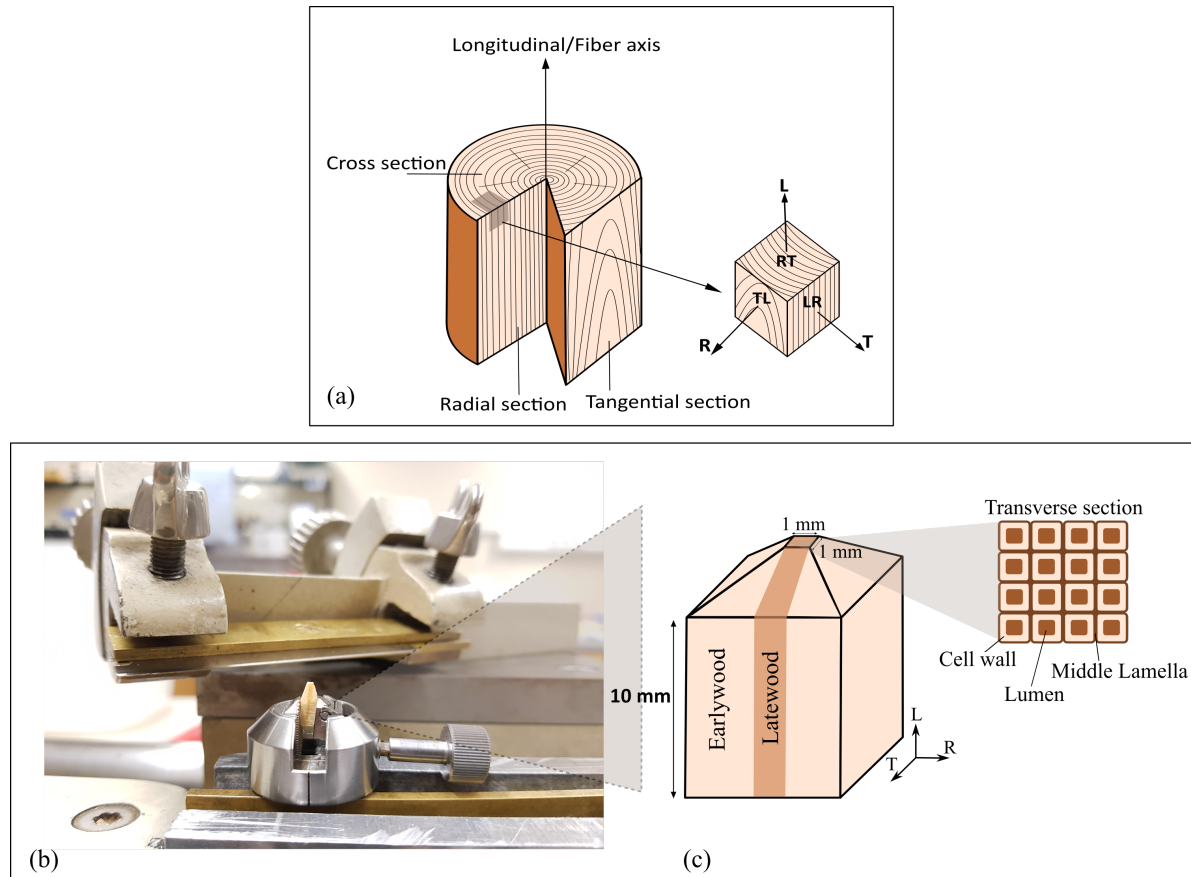 Longitudinal/Fiber axis
Cross section
L
RT
TL
LR
R
T
Radial section
Tangential section
(a)
Transverse section
1 mm
1 mm
Cell wall
Middle Lamella
Lumen
10 mm
Earlywood
Latewood
L
R
T
(b)
(c)